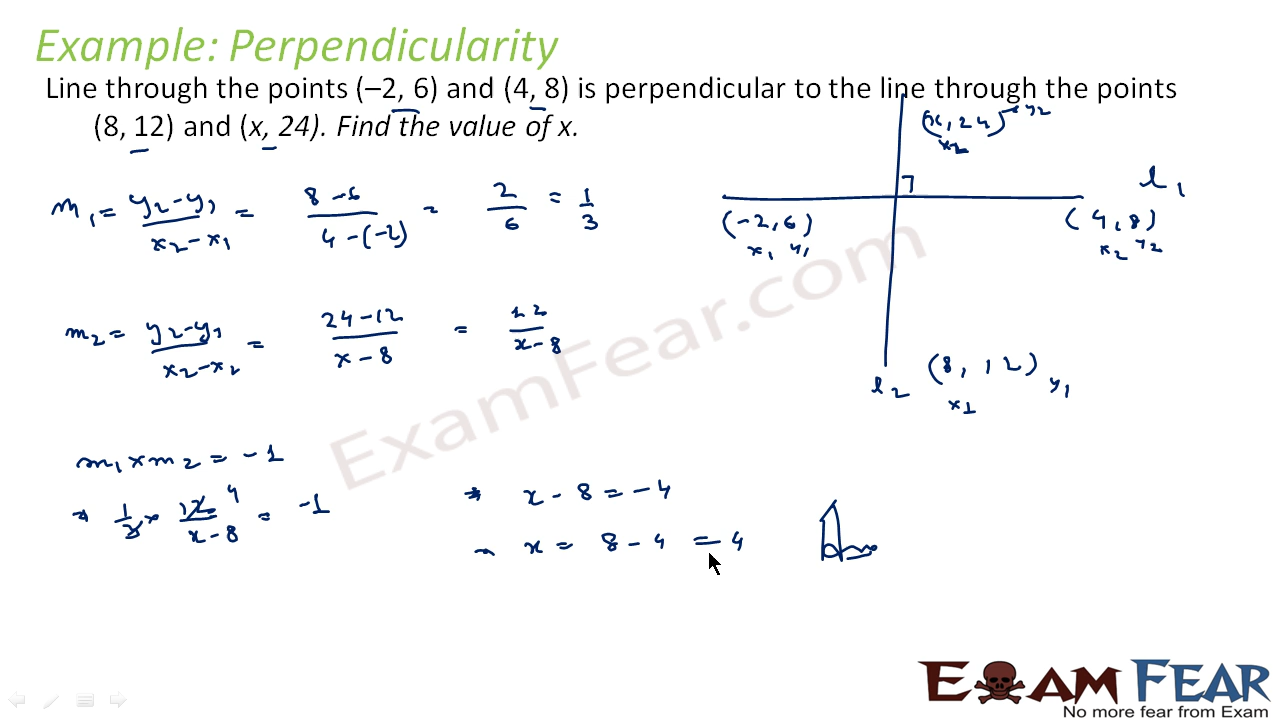 Example: Perpendicularity
Line through the points (–2, 6) and (4, 8) is perpendicular to the line through the points
(8, 12) and (x, 24). Find the value of x.
(x, 24) y2
x2
l1
(-2, 6)
(4, 8)
x1 y1
x2 y2
m1 = y2-y1/x2-x1 = 8-6/4-(-2) = 2/6 = 1/3
m2 = y2-y1/x2-x2 = 24-12/x-8 = 12/x-8
l2 (8, 12) y1
x1
m1 × m2 = -1
→ 1/3 × 12/x-8 4 = -1
→ x - 8 = -4
→ x = 8 - 4 = 4
ExamFear.com
EXAM FEAR
No more fear from Exam